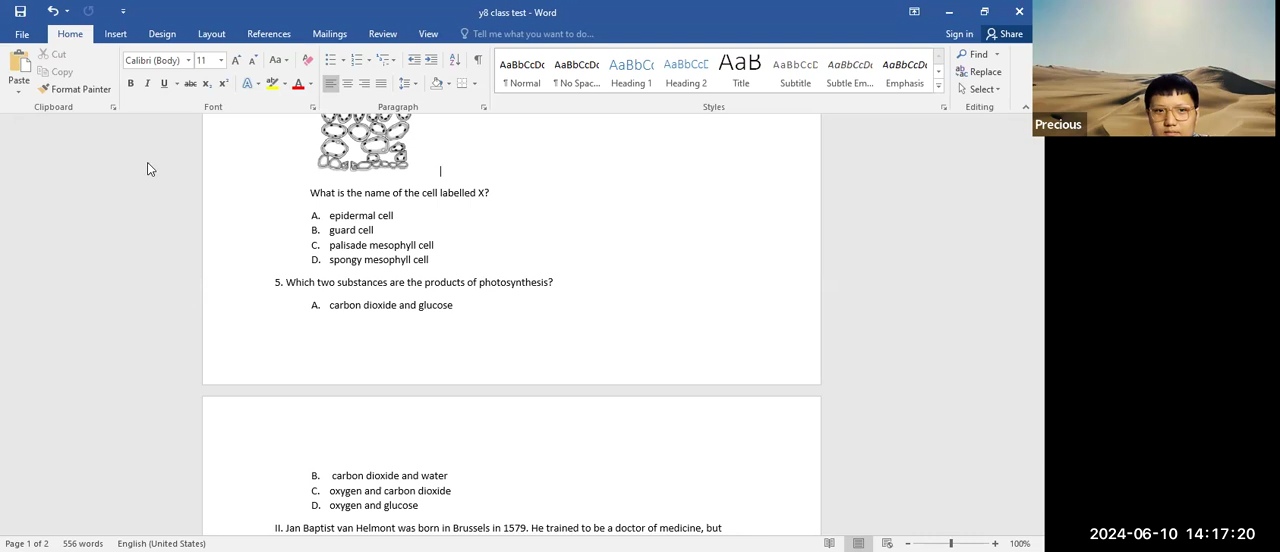 y8 class test - Word
File
Home
Insert
Design
Layout
References
Mailings
Review
View
Tell me what you want to do...
Sign in
Share
Paste
Cut
Copy
Format Painter
Calibri (Body)
11
Aa
B I U abc x₂ x²
AaBbCcDc
¶ Normal
AaBbCcDc
¶ No Spac...
AaBbC(
Heading 1
AaBbCcC
Heading 2
AaB
Title
AaBbCcC
Subtitle
AaBbCcDc
Subtle Em...
AaBbCcDc
Emphasis
Find
Replace
Select
Clipboard
Font
Paragraph
Styles
Editing
Precious
What is the name of the cell labelled X?
A. epidermal cell
B. guard cell
C. palisade mesophyll cell
D. spongy mesophyll cell
5. Which two substances are the products of photosynthesis?
A. carbon dioxide and glucose
B. carbon dioxide and water
C. oxygen and carbon dioxide
D. oxygen and glucose
II. Jan Baptist van Helmont was born in Brussels in 1579. He trained to be a doctor of medicine, but
Page 1 of 2
556 words
English (United States)
100%
2024-06-10 14:17:20